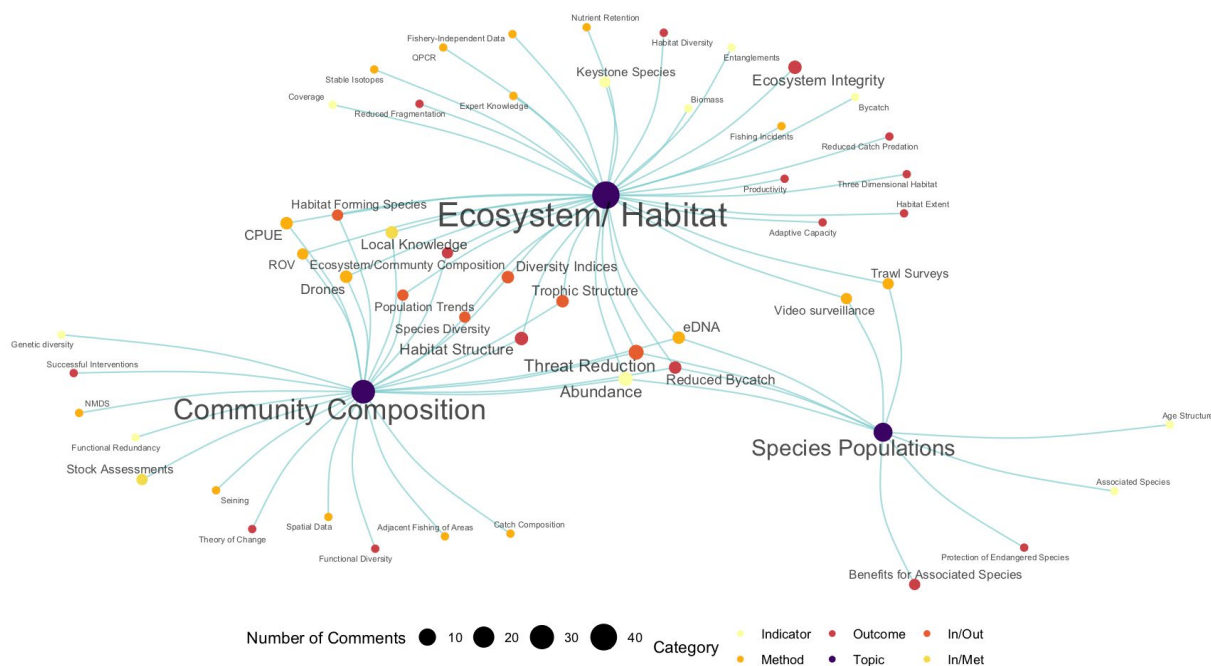 Nutrient Retention
Fishery-Independent Data
Habitat Diversity
QPCR
Entanglements
Keystone Species
Ecosystem Integrity
Stable Isotopes
Coverage
Expert Knowledge
Biomass
Bycatch
Reduced Fragmentation
Fishing Incidents
Reduced Catch Predation
Productivity
Three Dimensional Habitat
Habitat Forming Species
Ecosystem/ Habitat
Habitat Extent
CPUE
Local Knowledge
Adaptive Capacity
ROV
Ecosystem/Communty Composition
Diversity Indices
Trawl Surveys
Drones
Population Trends
Trophic Structure
Video surveillance
Species Diversity
eDNA
Genetic diversity
Habitat Structure
Successful Interventions
Threat Reduction
Reduced Bycatch
Abundance
NMDS
Community Composition
Age Structur
Functional Redundancy
Species Populations
Stock Assessments
Associated Species
Seining
Spatial Data
Adjacent Fishing of Areas
Catch Composition
Theory of Change
Functional Diversity
Protection of Endangered Species
Benefits for Associated Species
Number of Comments 10 20 30 40
Category
Indicator Outcome In/Out
Method Topic In/Met